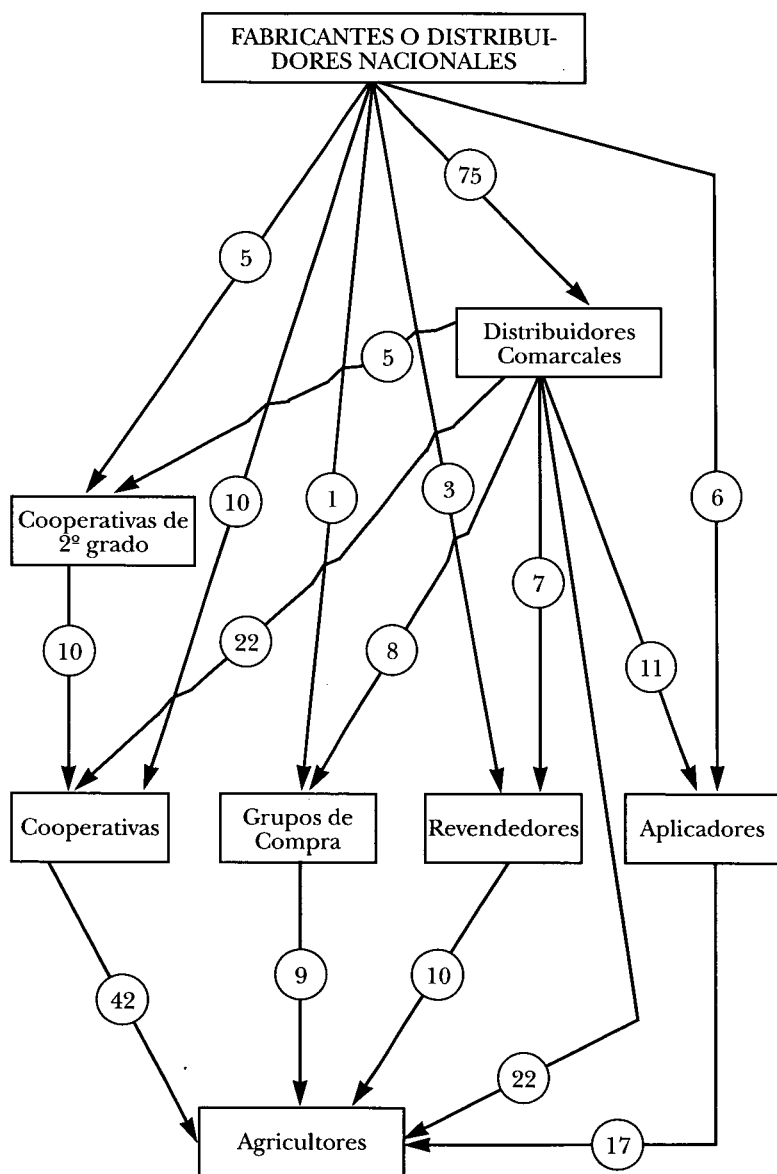 FABRICANTES O DISTRIBUI-
DORES NACIONALES
75
5
Distribuidores
Comarcales
5
10
1
3
6
Cooperativas de
2º grado
7
10
22
8
11
Cooperativas
Grupos de
Compra
Revendedores
Aplicadores
42
9
10
22
Agricultores
17